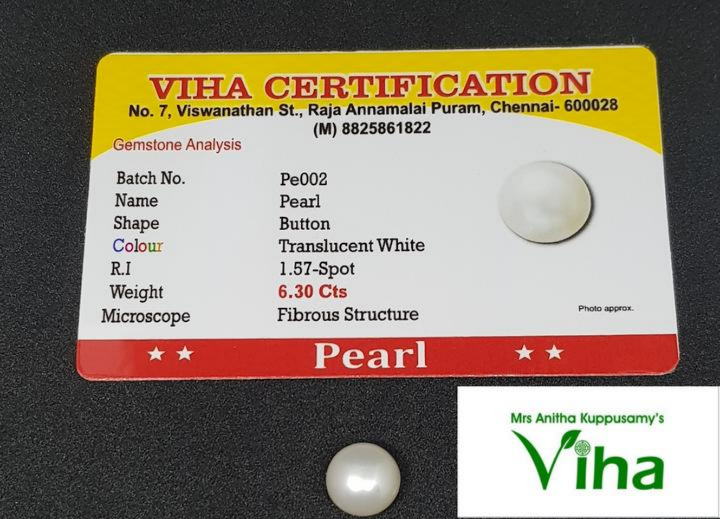 VIHA CERTIFICATION
No. 7, Viswanathan St., Raja Annamalai Puram, Chennai- 600028
(M) 8825861822
Gemstone Analysis
Batch No. Pe002
Name Pearl
Shape Button
Colour Translucent White
R.I 1.57-Spot
Weight 6.30 Cts
Microscope Fibrous Structure
Photo approx.
Pearl
Mrs Anitha Kuppusamy's
Viha